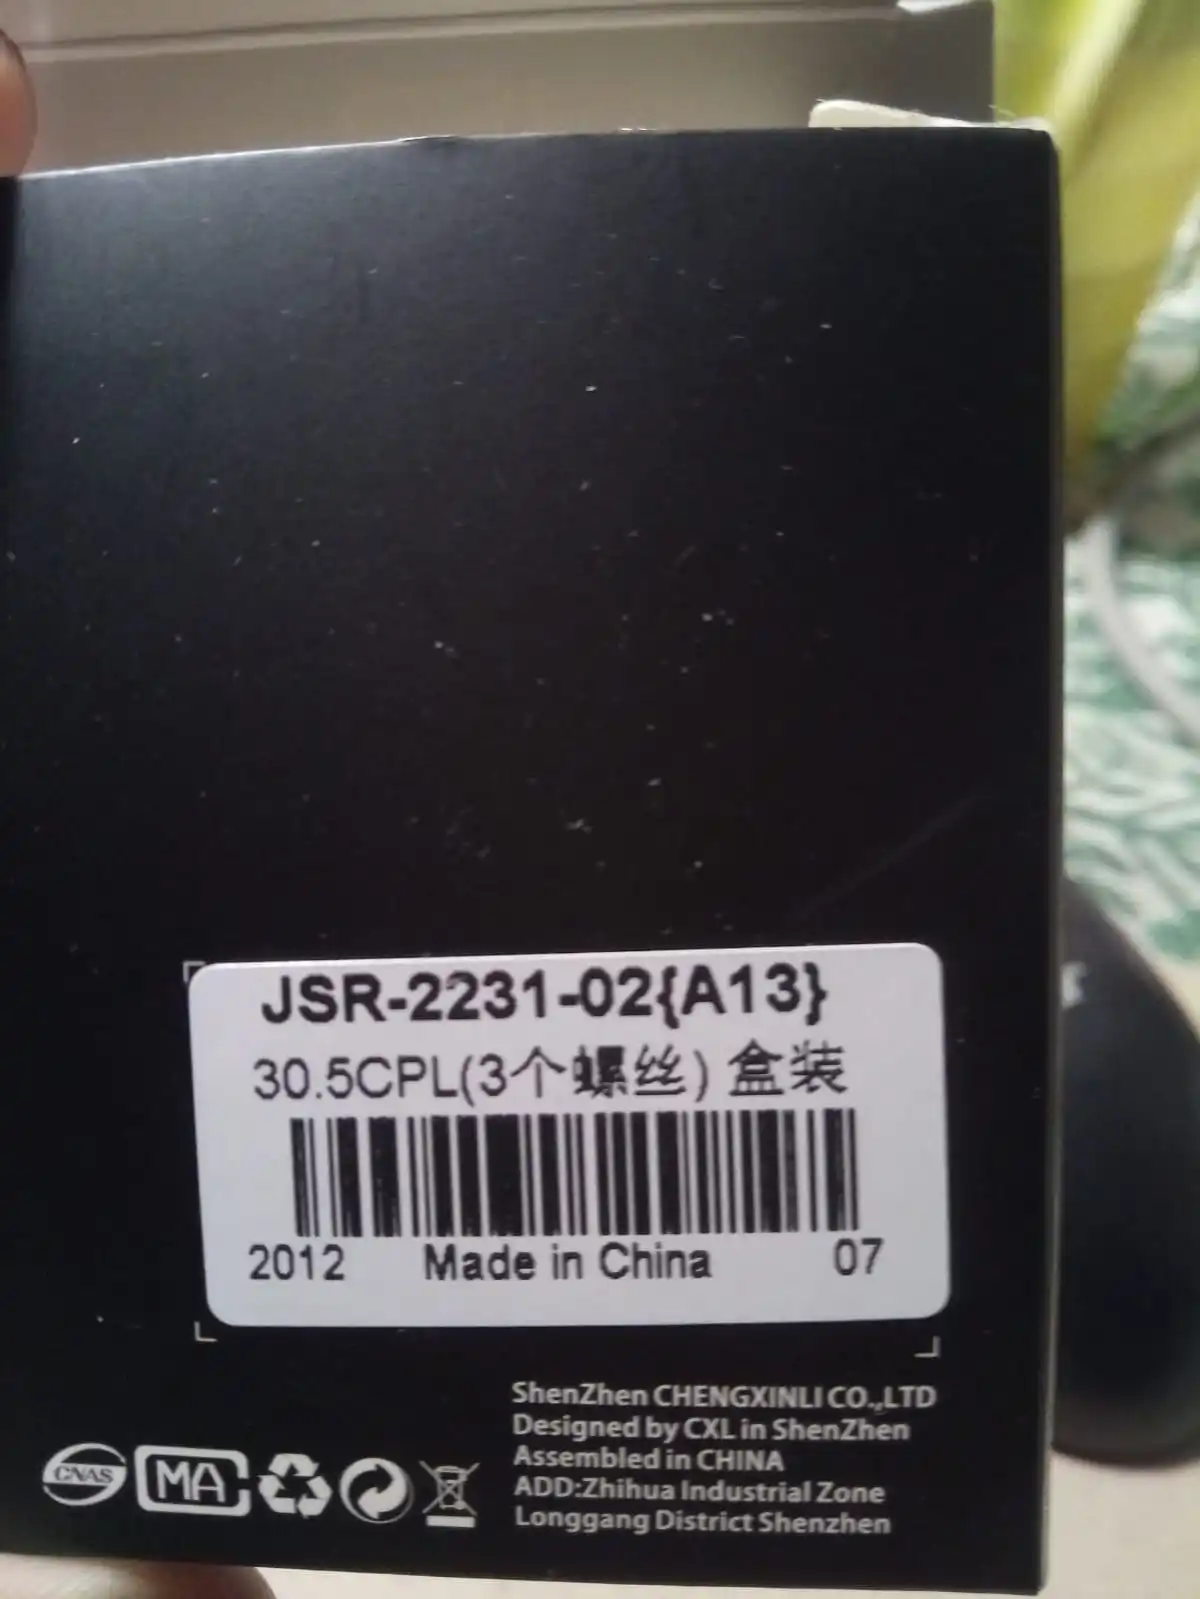 JSR-2231-02{A13}
30.5CPL(3个螺丝) 盒装
2012 Made in China 07
ShenZhen CHENGXINLI CO.,LTD
Designed by CXL in ShenZhen
Assembled in CHINA
ADD:Zhihua Industrial Zone
Longgang District Shenzhen
CNAS MA